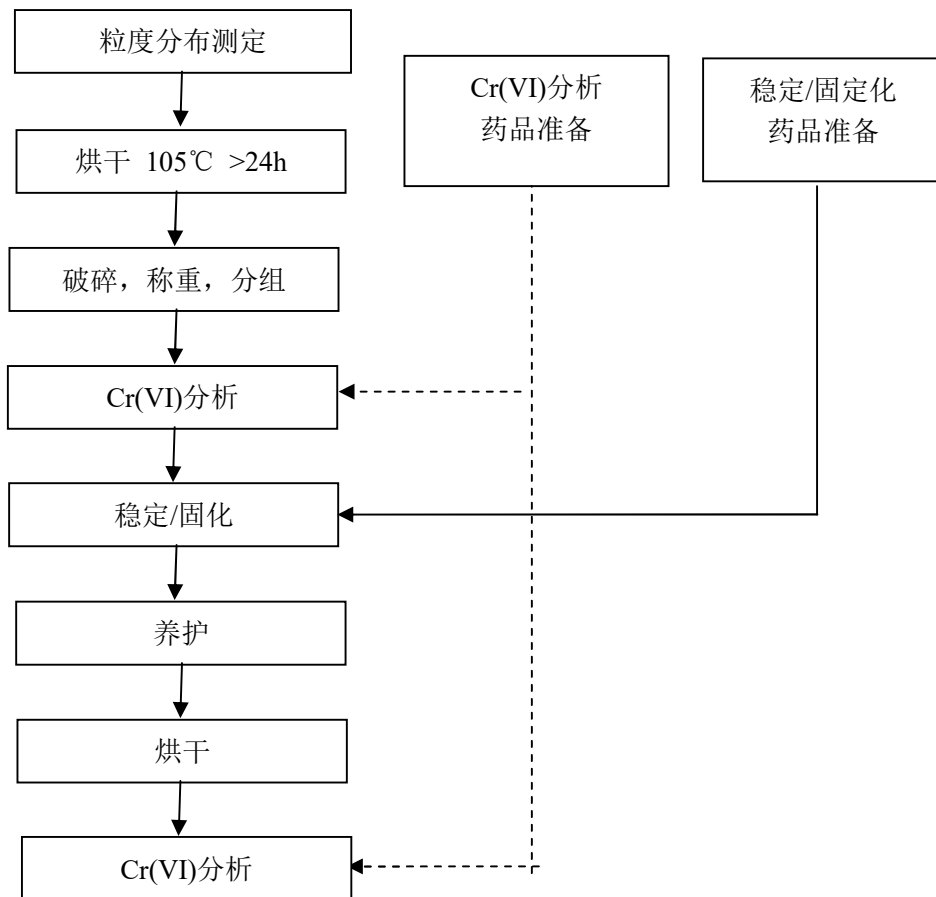 粒度分布测定
烘干 105℃ >24h
破碎，称重，分组
Cr(VI)分析
稳定/固化
养护
烘干
Cr(VI)分析
Cr(VI)分析
药品准备
稳定/固定化
药品准备